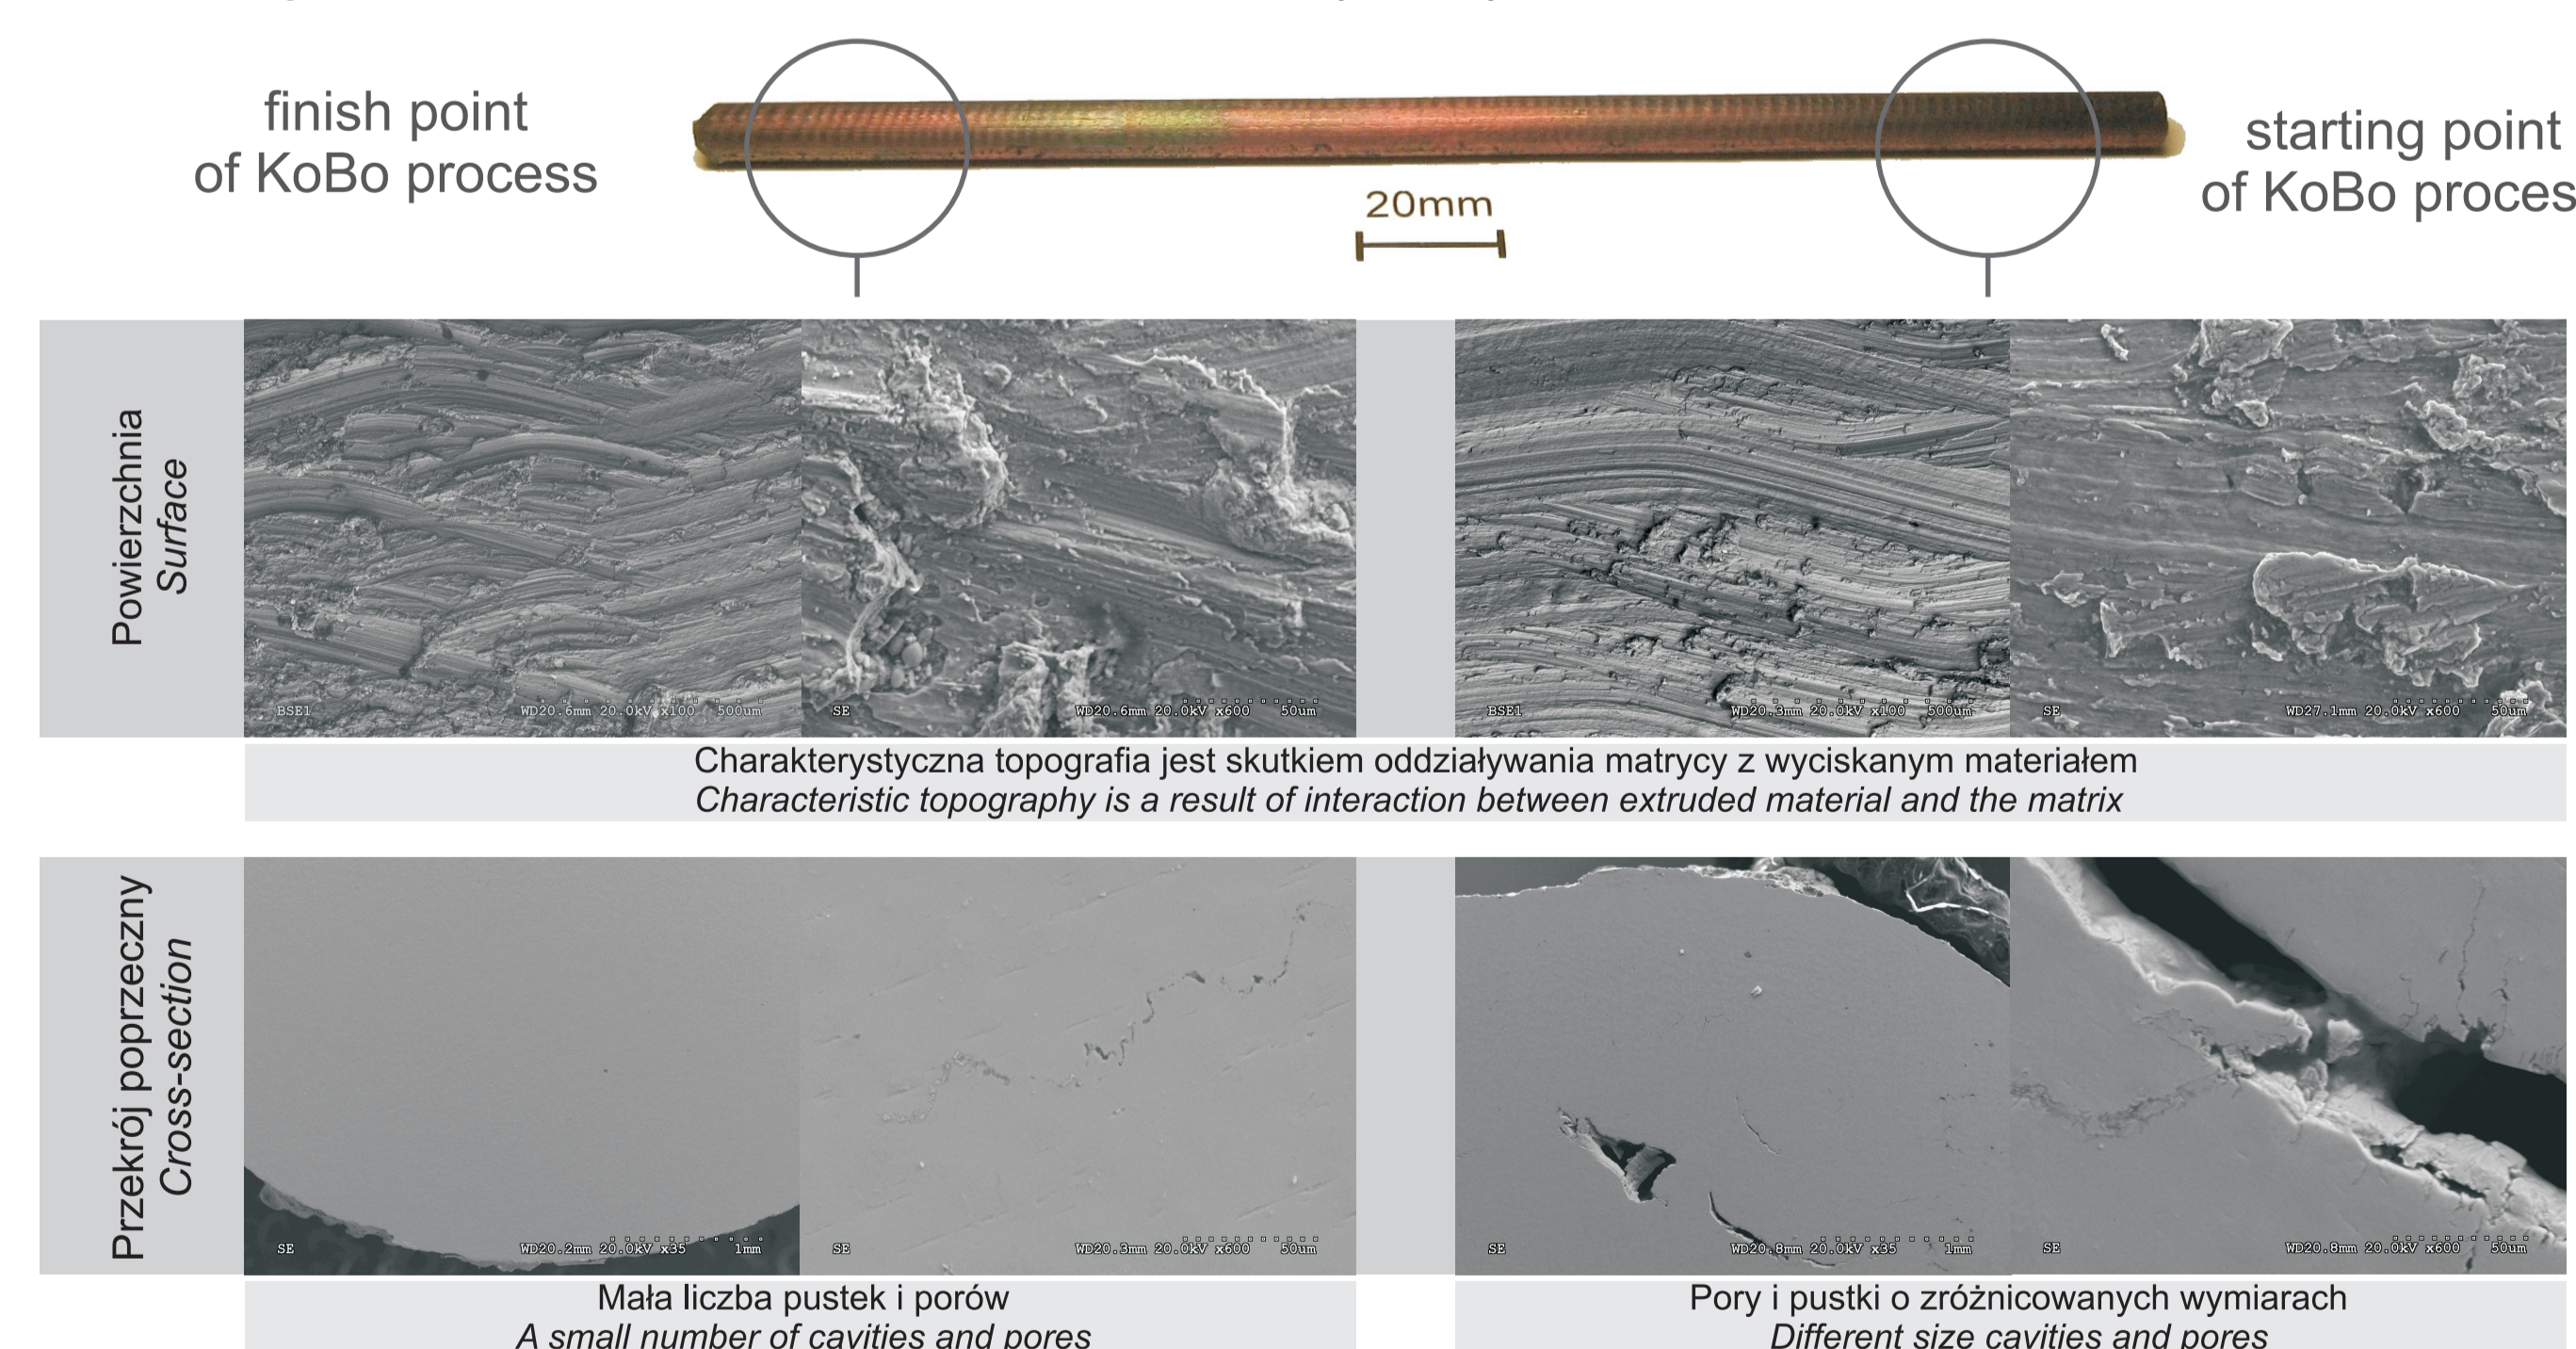 finish point
of KoBo process
20mm
starting point
of KoBo proces
Powierzchnia
Surface
BSE1 WD20.6mm 20.0kV x100 500um
SE WD20.6mm 20.0kV x600 50um
BSE1 WD20.3mm 20.0kV x100 500um
SE WD27.1mm 20.0kV x600 50um
Charakterystyczna topografia jest skutkiem oddziaływania matrycy z wyciskanym materiałem
Characteristic topography is a result of interaction between extruded material and the matrix
Przekrój poprzeczny
Cross-section
SE WD20.2mm 20.0kV x35 1mm
SE WD20.3mm 20.0kV x600 50um
SE WD20.8mm 20.0kV x35 1mm
SE WD20.8mm 20.0kV x600 50um
Mała liczba pustek i porów
A small number of cavities and pores
Pory i pustki o zróżnicowanych wymiarach
Different size cavities and pores